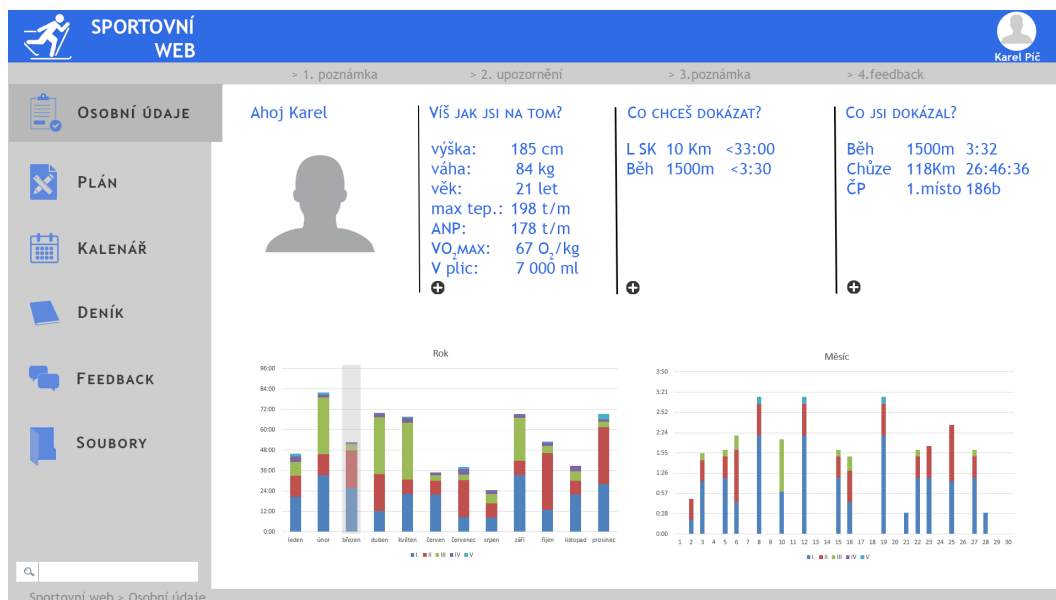 SPORTOVNÍ
WEB
Karel Píč
> 1. poznámka > 2. upozornění > 3.poznámka > 4.feedback
Osobní údaje
Plán
Kalenář
Deník
Feedback
Soubory
Ahoj Karel
Víš jak jsi na tom?
výška: 185 cm
váha: 84 kg
věk: 21 let
max tep.: 198 t/m
ANP: 178 t/m
VO2MAX: 67 O2/kg
V plic: 7 000 ml
Co chceš dokázat?
L SK 10 Km <33:00
Běh 1500m <3:30
Co jsi dokázal?
Běh 1500m 3:32
Chůze 118Km 26:46:36
ČP 1.místo 186b
Rok
96:00
84:00
72:00
60:00
48:00
36:00
24:00
12:00
0:00
leden únor březen duben květen červen červenec srpen září říjen listopad prosinec
I. II III IV V
Měsíc
3:50
3:21
2:52
2:24
1:55
1:26
0:57
0:28
0:00
1 2 3 4 5 6 7 8 9 10 11 12 13 14 15 16 17 18 19 20 21 22 23 24 25 26 27 28 29 30
I. II III IV V
Sportovní web > Osobní údaje